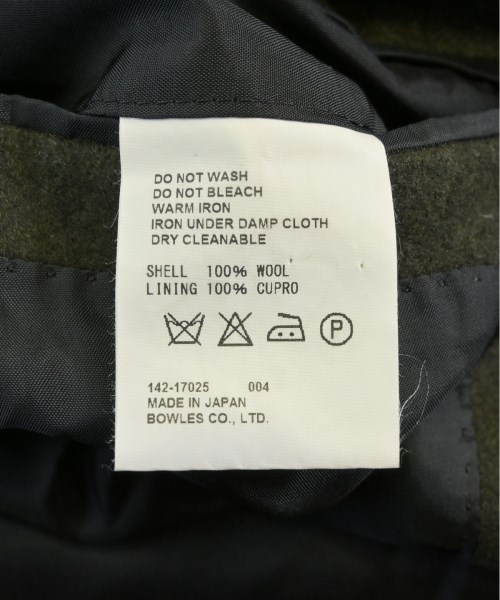 DO NOT WASH
DO NOT BLEACH
WARM IRON
IRON UNDER DAMP CLOTH
DRY CLEANABLE
SHELL 100% WOOL
LINING 100% CUPRO
P
142-17025 004
MADE IN JAPAN
BOWLES CO., LTD.